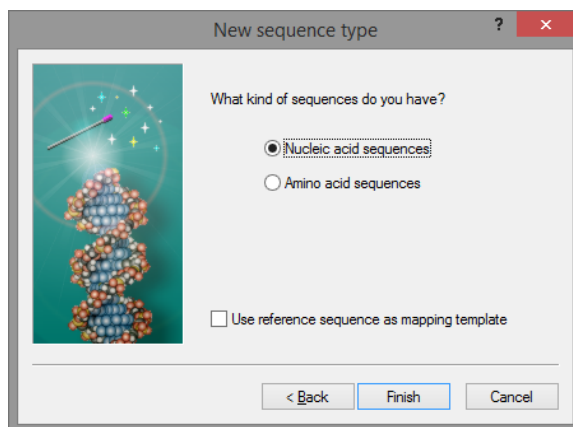 New sequence type
?
×
What kind of sequences do you have?
Nucleic acid sequences
Amino acid sequences
Use reference sequence as mapping template
< Back
Finish
Cancel